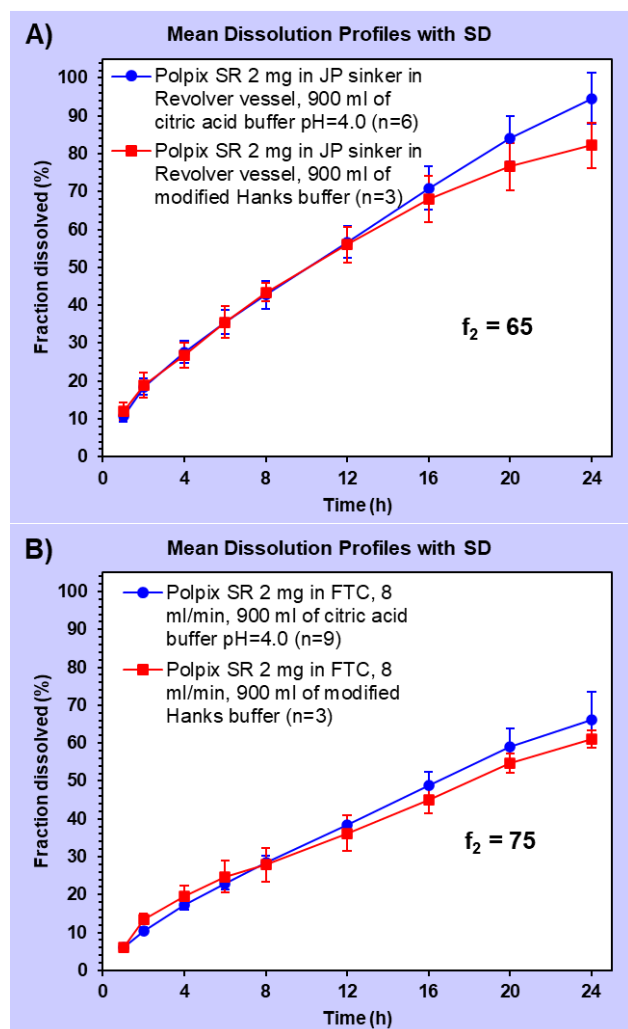 A)
Mean Dissolution Profiles with SD
100
90
80
70
60
50
40
30
20
10
0
Fraction dissolved (%)
Polpix SR 2 mg in JP sinker in
Revolver vessel, 900 ml of
citric acid buffer pH=4.0 (n=6)
Polpix SR 2 mg in JP sinker in
Revolver vessel, 900 ml of
modified Hanks buffer (n=3)
f₂ = 65
0 4 8 12 16 20 24
Time (h)
B)
Mean Dissolution Profiles with SD
100
90
80
70
60
50
40
30
20
10
0
Fraction dissolved (%)
Polpix SR 2 mg in FTC, 8
ml/min, 900 ml of citric acid
buffer pH=4.0 (n=9)
Polpix SR 2 mg in FTC, 8
ml/min, 900 ml of modified
Hanks buffer (n=3)
f₂ = 75
0 4 8 12 16 20 24
Time (h)